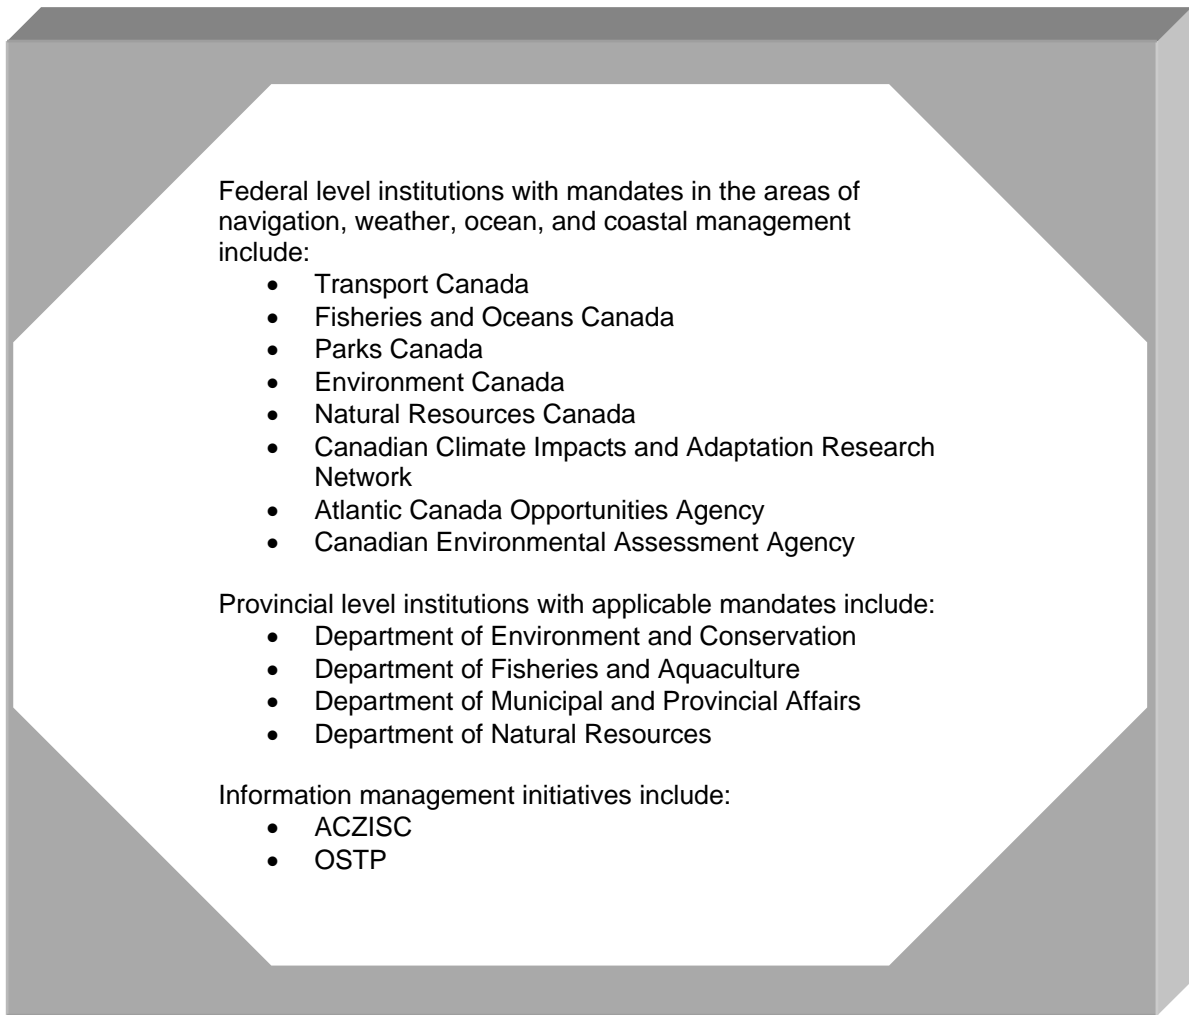 Federal level institutions with mandates in the areas of
navigation, weather, ocean, and coastal management
include:
• Transport Canada
• Fisheries and Oceans Canada
• Parks Canada
• Environment Canada
• Natural Resources Canada
• Canadian Climate Impacts and Adaptation Research
Network
• Atlantic Canada Opportunities Agency
• Canadian Environmental Assessment Agency
Provincial level institutions with applicable mandates include:
• Department of Environment and Conservation
• Department of Fisheries and Aquaculture
• Department of Municipal and Provincial Affairs
• Department of Natural Resources
Information management initiatives include:
• ACZISC
• OSTP